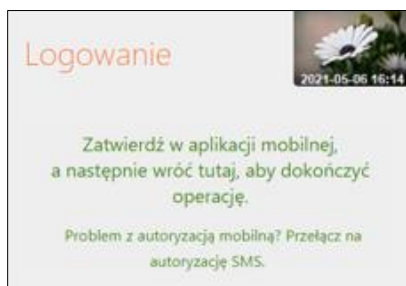 Logowanie
2021-05-06 16:14
Zatwierdź w aplikacji mobilnej,
a następnie wróć tutaj, aby dokończyć
operację.
Problem z autoryzacją mobilną? Przełącz na
autoryzację SMS.